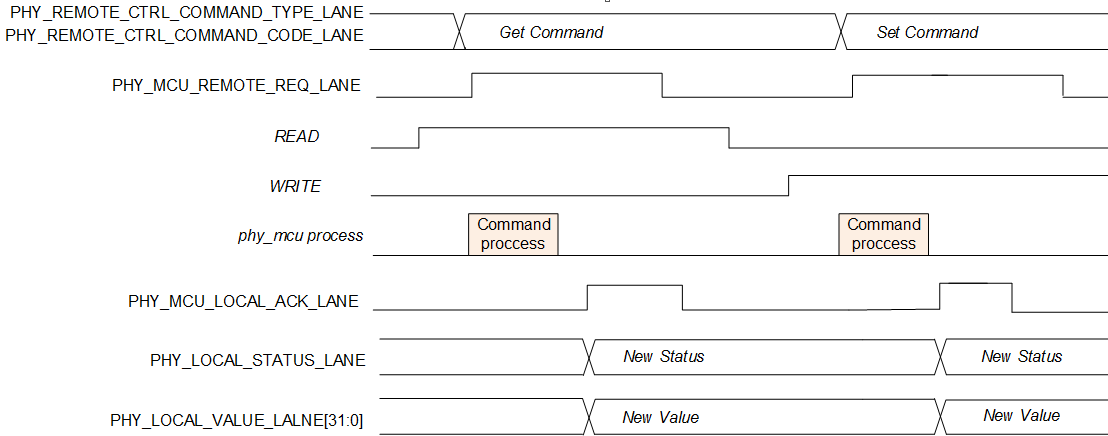 PHY_REMOTE_CTRL_COMMAND_TYPE_LANE
PHY_REMOTE_CTRL_COMMAND_CODE_LANE
Get Command
Set Command
PHY_MCU_REMOTE_REQ_LANE
READ
WRITE
phy_mcu process
Command
proccess
Command
proccess
PHY_MCU_LOCAL_ACK_LANE
PHY_LOCAL_STATUS_LANE
New Status
New Status
PHY_LOCAL_VALUE_LALNE[31:0]
New Value
New Value